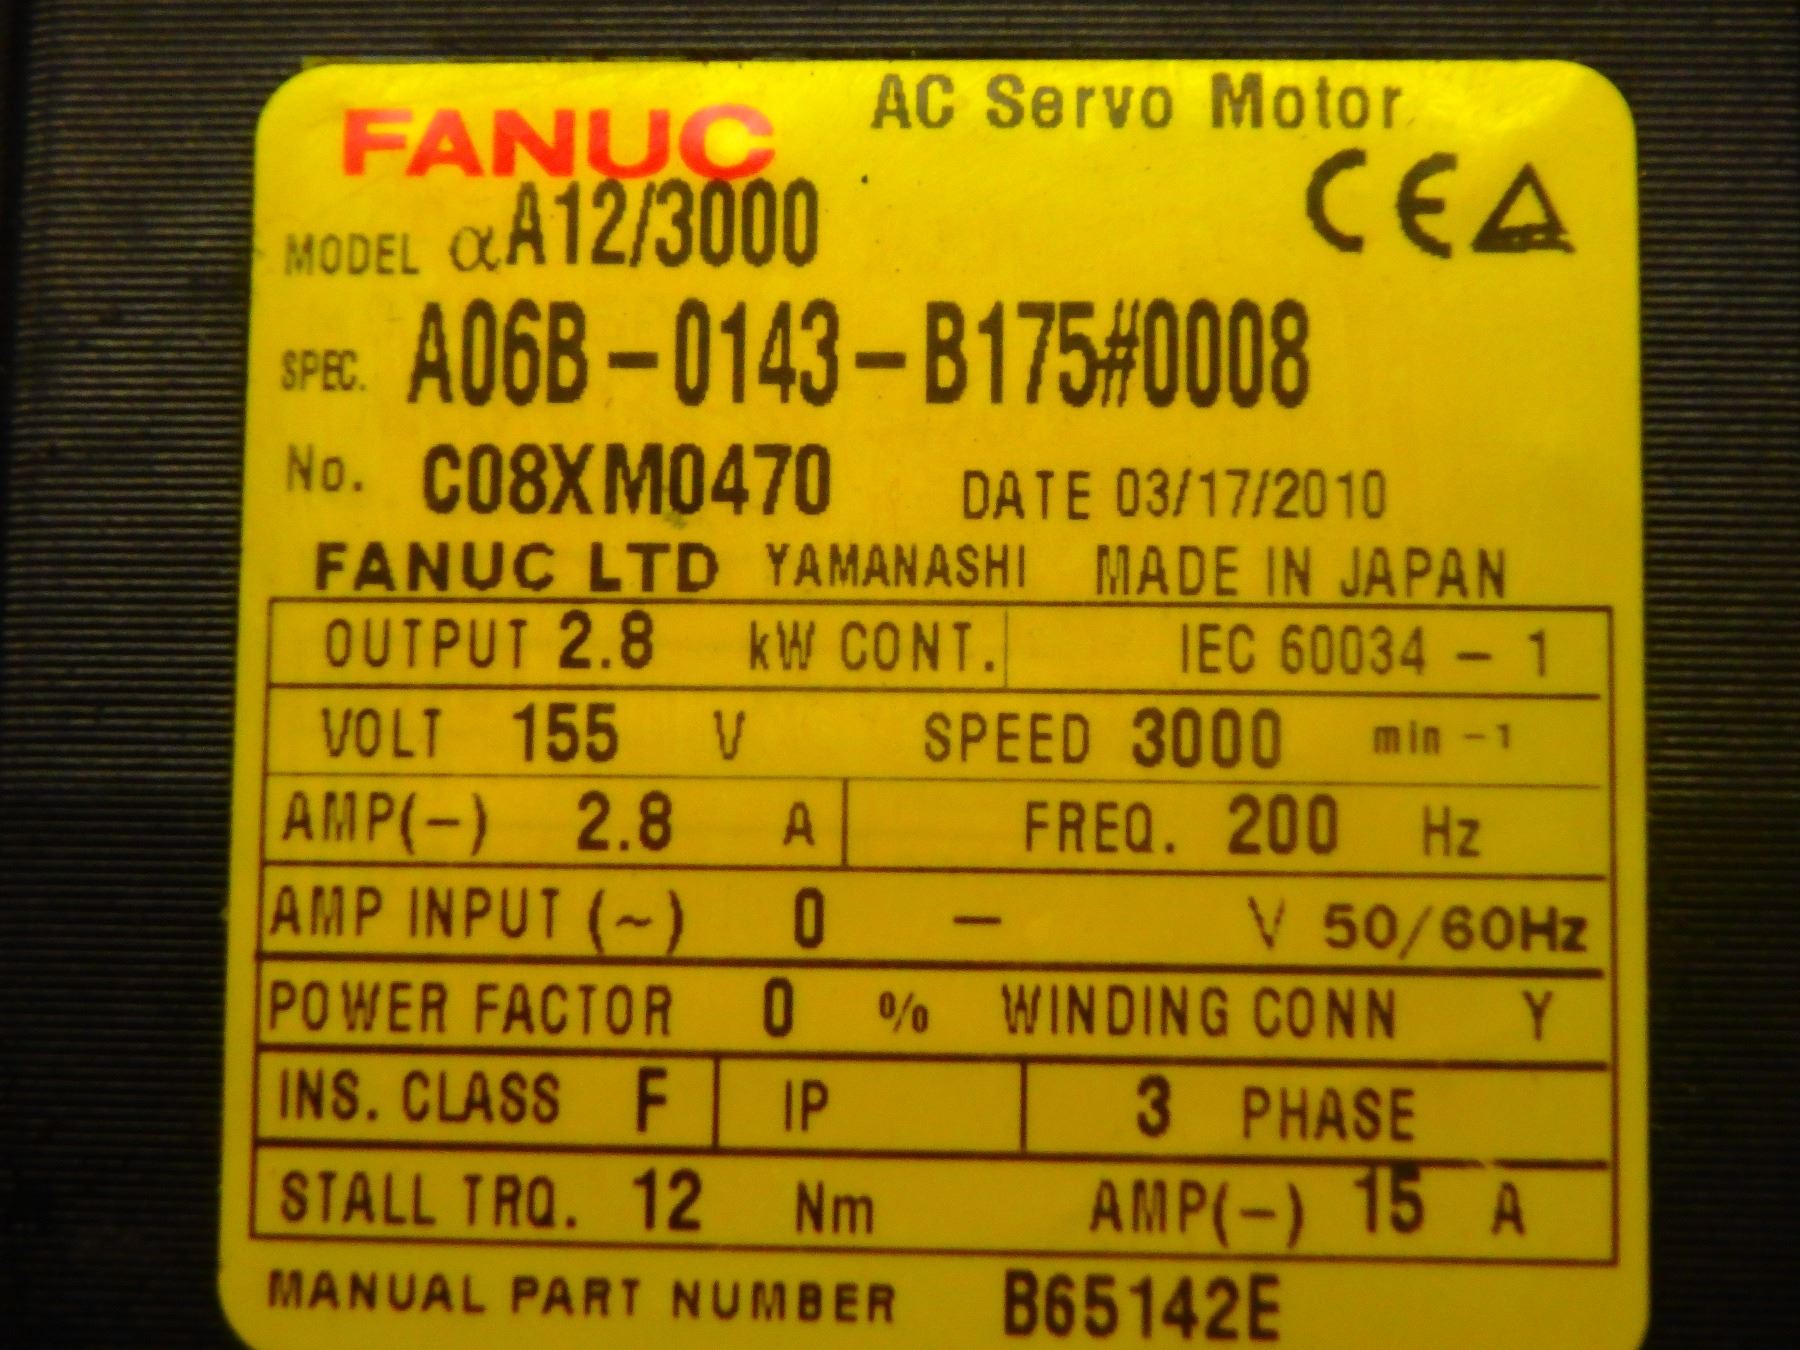 FANUC AC Servo Motor
CE
MODEL αA12/3000
SPEC. A06B-0143-B175#0008
No. C08XM0470 DATE 03/17/2010
FANUC LTD YAMANASHI MADE IN JAPAN
OUTPUT 2.8 kW CONT. IEC 60034-1
VOLT 155 V SPEED 3000 min -1
AMP(-) 2.8 A FREQ. 200 Hz
AMP INPUT (~) 0 - V 50/60Hz
POWER FACTOR 0 % WINDING CONN Y
INS. CLASS F IP 3 PHASE
STALL TRQ. 12 Nm AMP(-) 15 A
MANUAL PART NUMBER B65142E